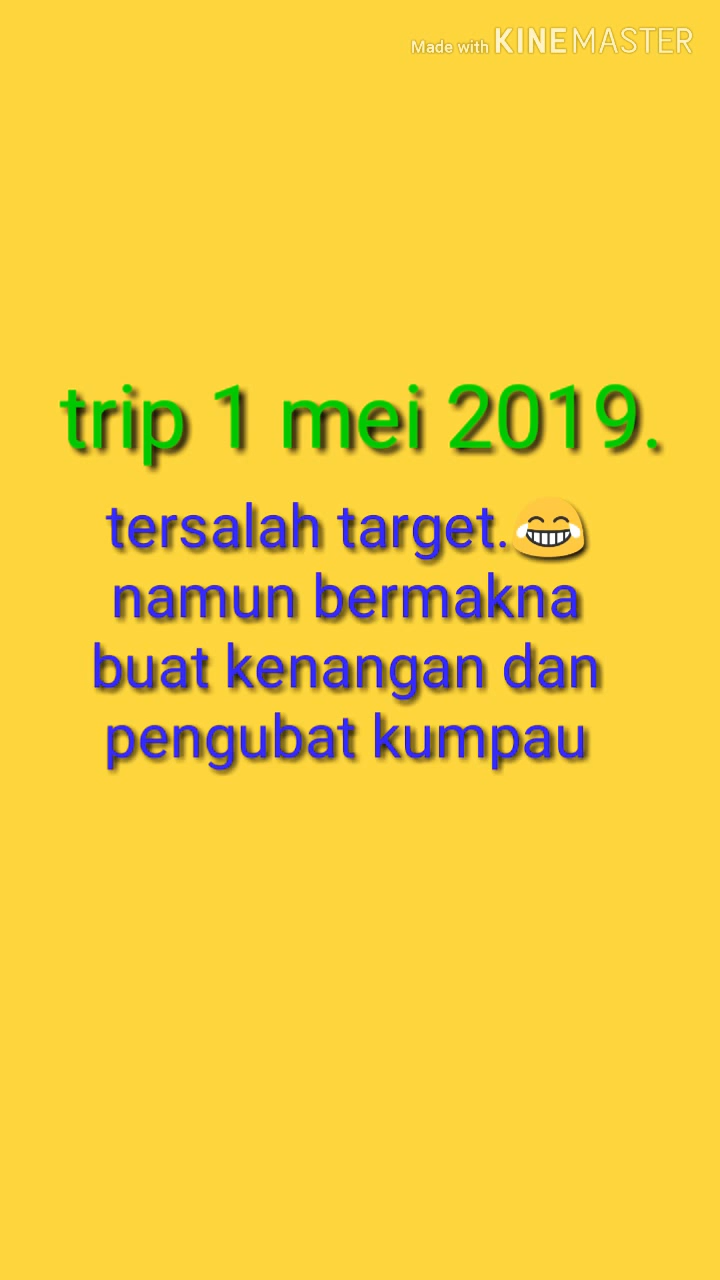 Made with KINEMASTER
trip 1 mei 2019.
tersalah target.😂
namun bermakna
buat kenangan dan
pengubat kumpau